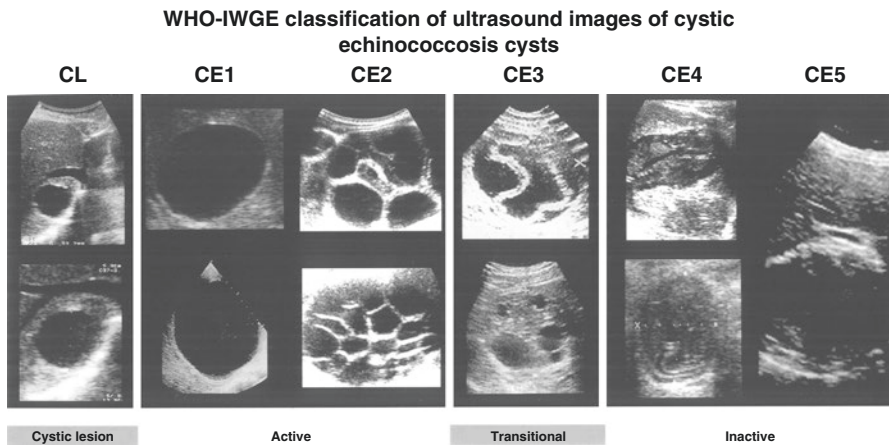 WHO-IWGE classification of ultrasound images of cystic
echinococcosis cysts
CL CE1 CE2 CE3 CE4 CE5
Cystic lesion Active Transitional Inactive